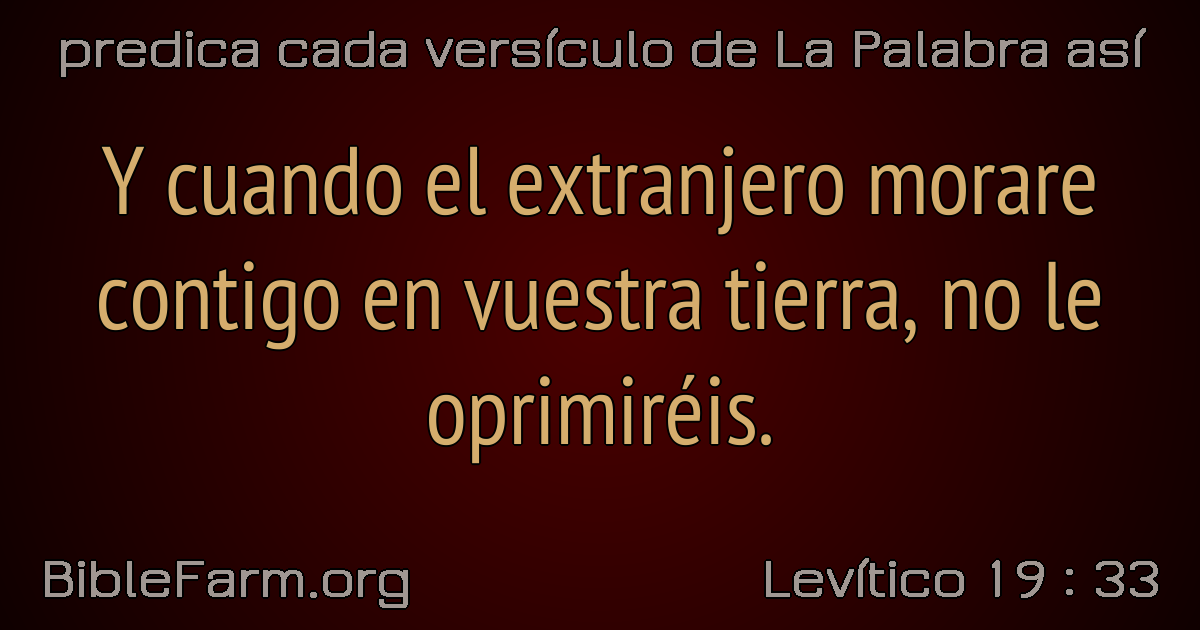 predica cada versículo de La Palabra así
Y cuando el extranjero morare
contigo en vuestra tierra, no le
oprimiréis.
BibleFarm.org
Levítico 19 : 33